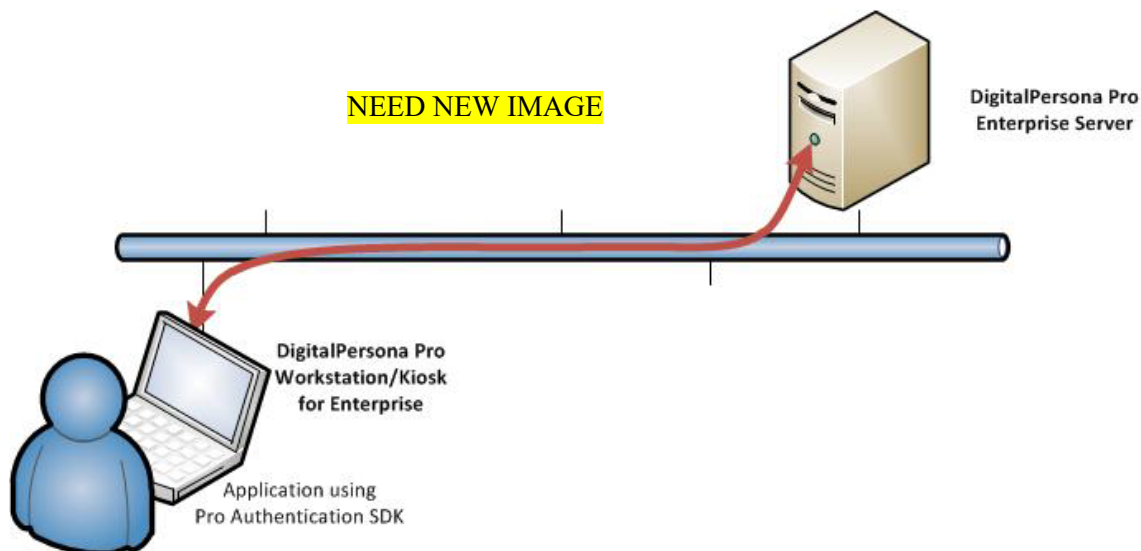 NEED NEW IMAGE
DigitalPersona Pro
Enterprise Server
DigitalPersona Pro
Workstation/Kiosk
for Enterprise
Application using
Pro Authentication SDK